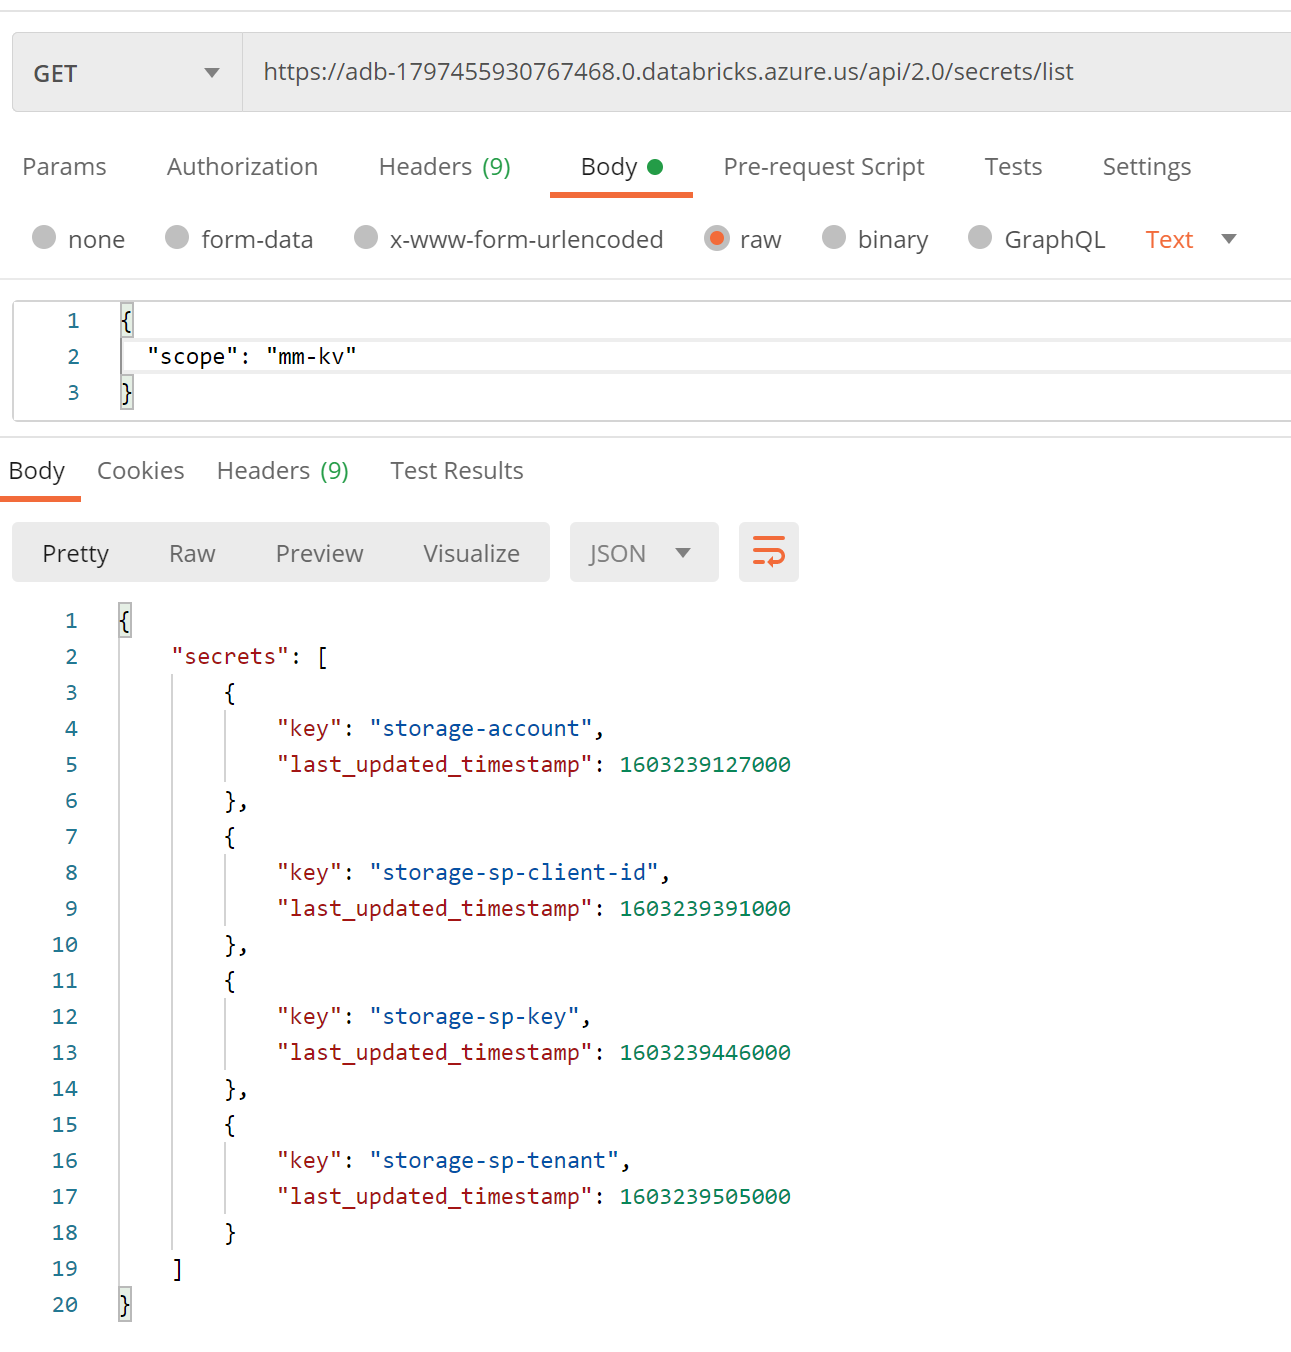 GET https://adb-1797455930767468.0.databricks.azure.us/api/2.0/secrets/list
Params Authorization Headers (9) Body Pre-request Script Tests Settings
none form-data x-www-form-urlencoded raw binary GraphQL Text
1 {
2 "scope": "mm-kv"
3 }
Body Cookies Headers (9) Test Results
Pretty Raw Preview Visualize JSON
1 {
2 "secrets": [
3 {
4 "key": "storage-account",
5 "last_updated_timestamp": 1603239127000
6 },
7 {
8 "key": "storage-sp-client-id",
9 "last_updated_timestamp": 1603239391000
10 },
11 {
12 "key": "storage-sp-key",
13 "last_updated_timestamp": 1603239446000
14 },
15 {
16 "key": "storage-sp-tenant",
17 "last_updated_timestamp": 1603239505000
18 }
19 ]
20 }